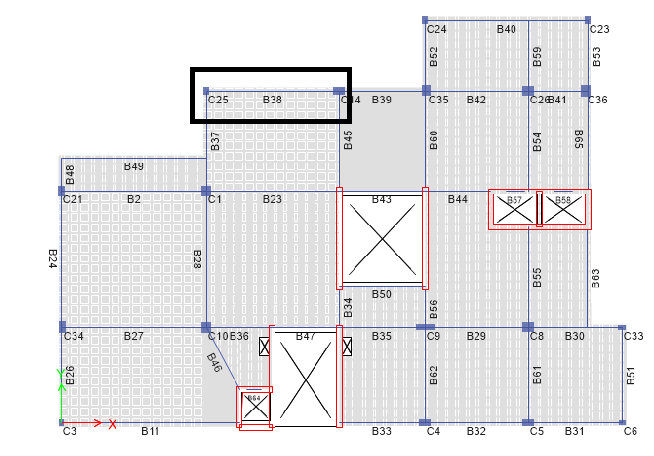 C24 B40 C23
B52 B59 B53
C25 B38 C14 B39 C35 B42 C26 B41 C36
B37 B45 B60 B54 B65
B48 B49
C21 B2 C1 B23 B43 B44 B57 B58
B24 B28 B55 B63
B50
B34 B56
C34 B27 C10 B36 B47 B35 C9 B29 C8 B30 C33
B26 B46 B62 B61 B51
B64
X
C3 B11 B33 C4 B32 C5 B31 C6